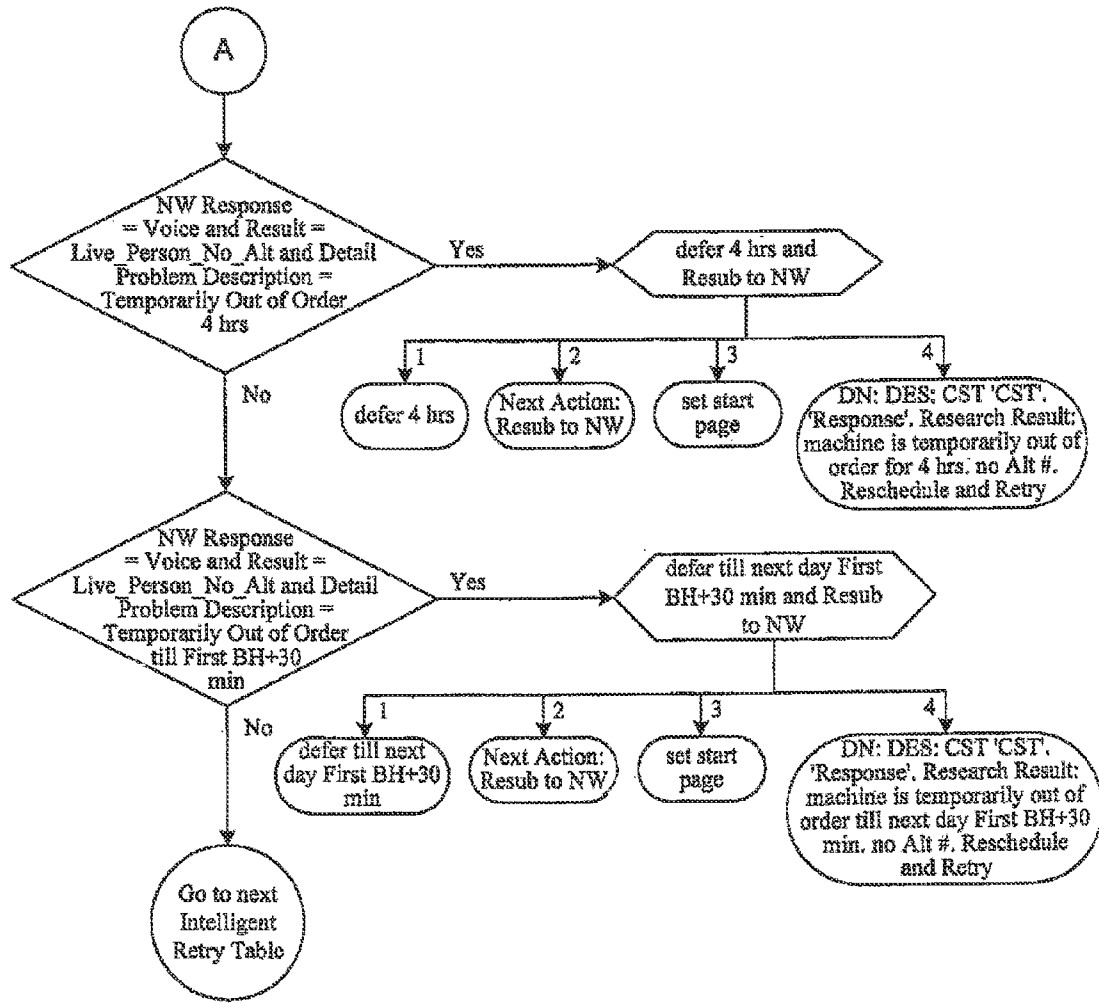 A
NW Response
= Voice and Result =
Live_Person_No_Alt and Detail
Problem Description =
Temporarily Out of Order
4 hrs
Yes
defer 4 hrs and
Resub to NW
No
1
2
3
4
defer 4 hrs
Next Action:
Resub to NW
set start
page
DN: DES: CST 'CST'.
'Response'. Research Result:
machine is temporarily out of
order for 4 hrs. no Alt #.
Reschedule and Retry
NW Response
= Voice and Result =
Live_Person_No_Alt and Detail
Problem Description =
Temporarily Out of Order
till First BH+30
min
Yes
defer till next day First
BH+30 min and Resub
to NW
No
1
2
3
4
defer till next
day First BH+30
min
Next Action:
Resub to NW
set start
page
DN: DES: CST 'CST'.
'Response'. Research Result:
machine is temporarily out of
order till next day First BH+30
min. no Alt #. Reschedule
and Retry
Go to next
Intelligent
Retry Table